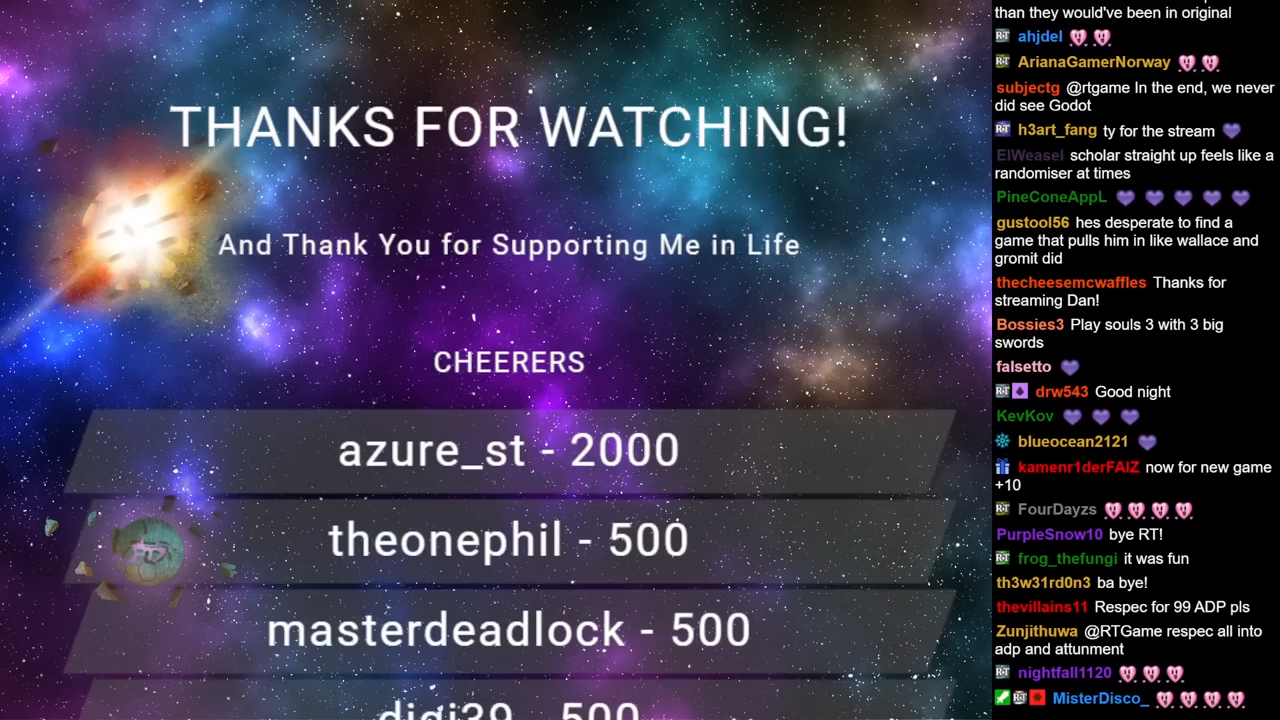 THANKS FOR WATCHING!
And Thank You for Supporting Me in Life
CHEERERS
azure_st - 2000
theonephil - 500
masterdeadlock - 500
digi39 - 500
than they would've been in original
ahjdel
ArianaGamerNorway
subjectg @rtgame In the end, we never
did see Godot
h3art_fang ty for the stream
ElWeasel scholar straight up feels like a
randomiser at times
PineConeAppL
gustool56 hes desperate to find a
game that pulls him in like wallace and
gromit did
thecheesemcwaffles Thanks for
streaming Dan!
Bossies3 Play souls 3 with 3 big
swords
falsetto
drw543 Good night
KevKov
blueocean2121
kamenr1derFAIZ now for new game
+10
FourDayzs
PurpleSnow10 bye RT!
frog_thefungi it was fun
th3w31rd0n3 ba bye!
thevillains11 Respec for 99 ADP pls
Zunjithuwa @RTGame respec all into
adp and attunment
nightfall1120
MisterDisco_